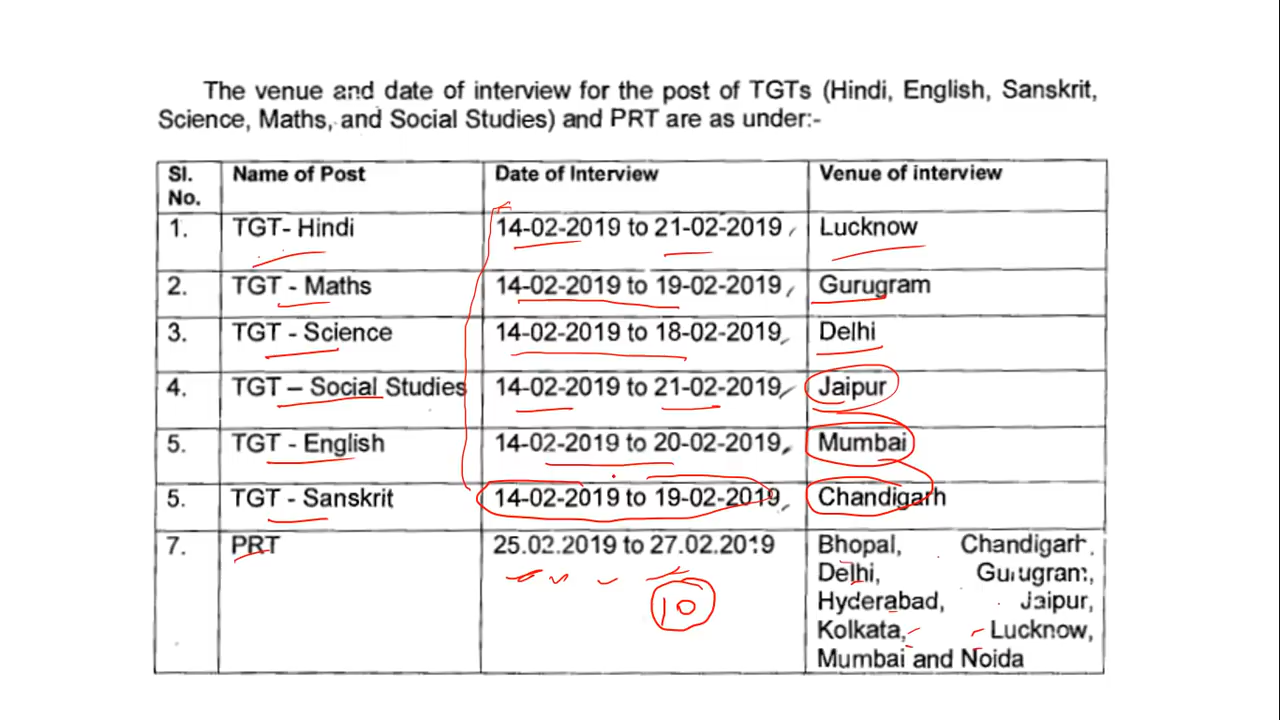 The venue and date of interview for the post of TGTs (Hindi, English, Sanskrit,
Science, Maths, and Social Studies) and PRT are as under:-
Sl. No. Name of Post Date of Interview Venue of interview
1. TGT- Hindi 14-02-2019 to 21-02-2019 Lucknow
2. TGT - Maths 14-02-2019 to 19-02-2019 Gurugram
3. TGT - Science 14-02-2019 to 18-02-2019 Delhi
4. TGT – Social Studies 14-02-2019 to 21-02-2019 Jaipur
5. TGT - English 14-02-2019 to 20-02-2019 Mumbai
5. TGT - Sanskrit 14-02-2019 to 19-02-2019 Chandigarh
7. PRT 25.02.2019 to 27.02.2019 Bhopal, Chandigarh,
Delhi, Gurugram,
Hyderabad, Jaipur,
10
Kolkata, Lucknow,
Mumbai and Noida